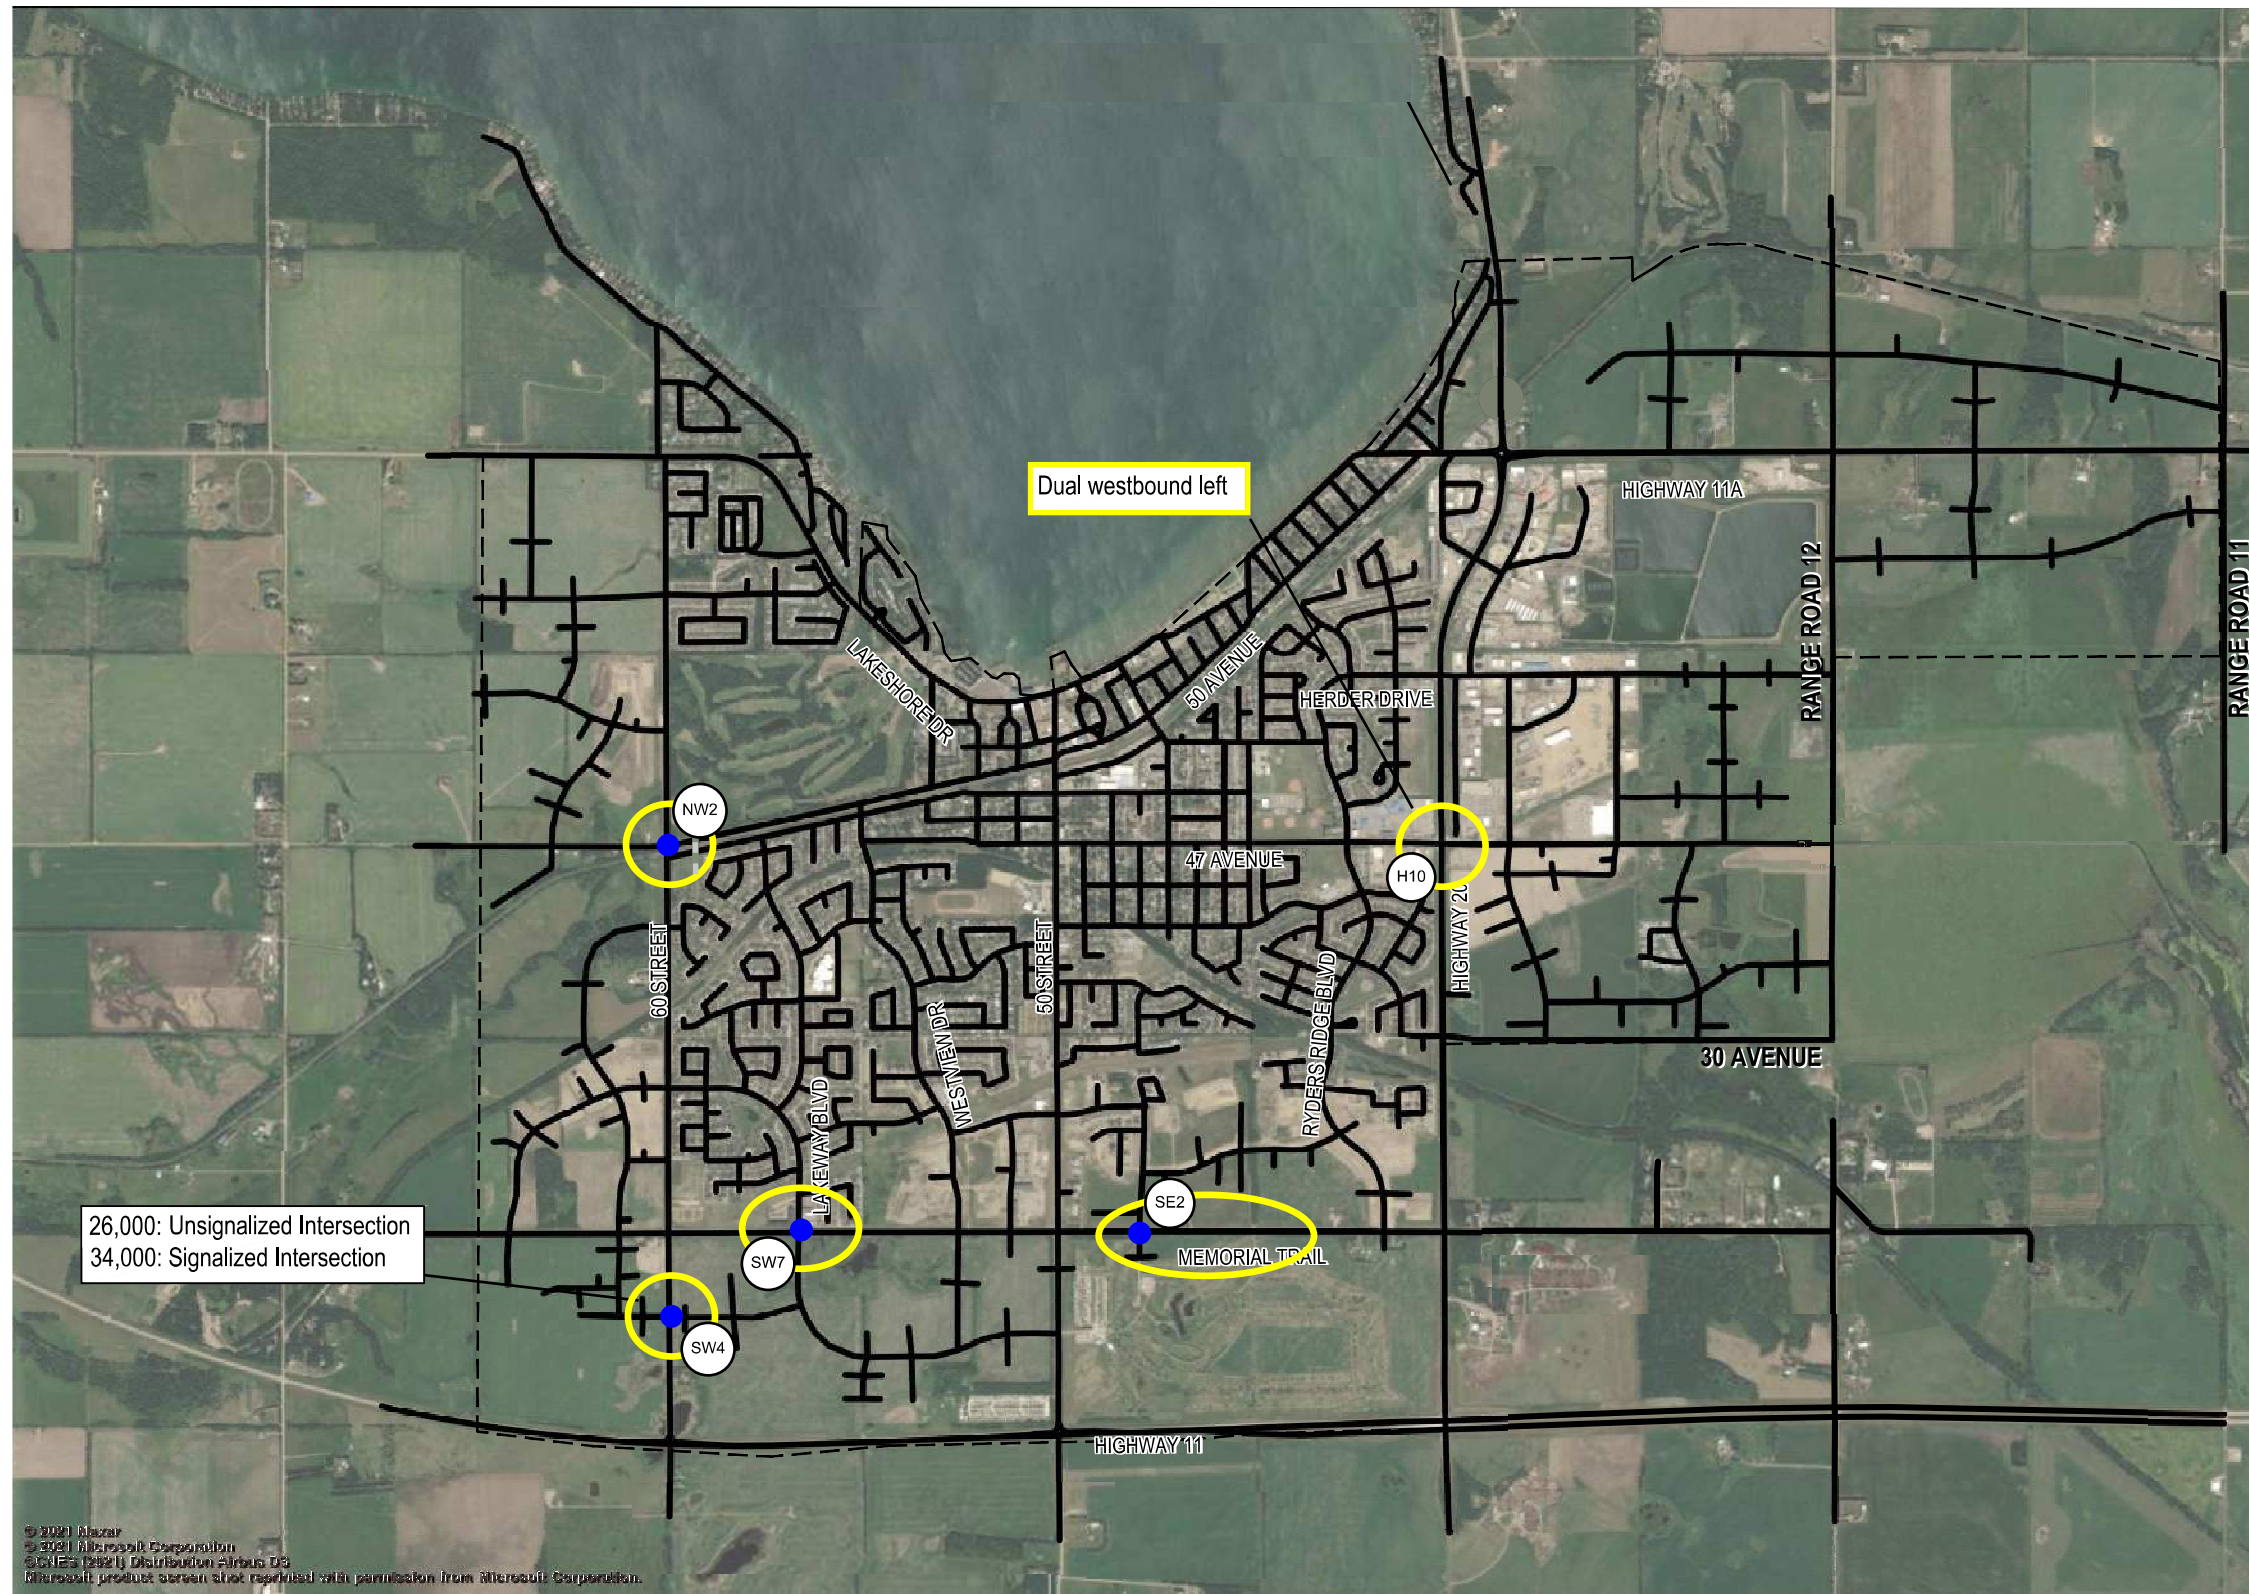 Dual westbound left
HIGHWAY 11A
RANGE ROAD 12
RANGE ROAD 11
LAKESHORE DR
50 AVENUE
HERDER DRIVE
NW2
47 AVENUE
H10
HIGHWAY 20
60 STREET
50 STREET
WESTVIEW DR
RYDERS RIDGE BLVD
30 AVENUE
LAKEWAY BLVD
SE2
26,000: Unsignalized Intersection
34,000: Signalized Intersection
SW7
MEMORIAL TRAIL
SW4
HIGHWAY 11
© 2021 Maxar
© 2021 Microsoft Corporation
©CNES (2021) Distribution Airbus DS
Microsoft product screen shot reprinted with permission from Microsoft Corporation.